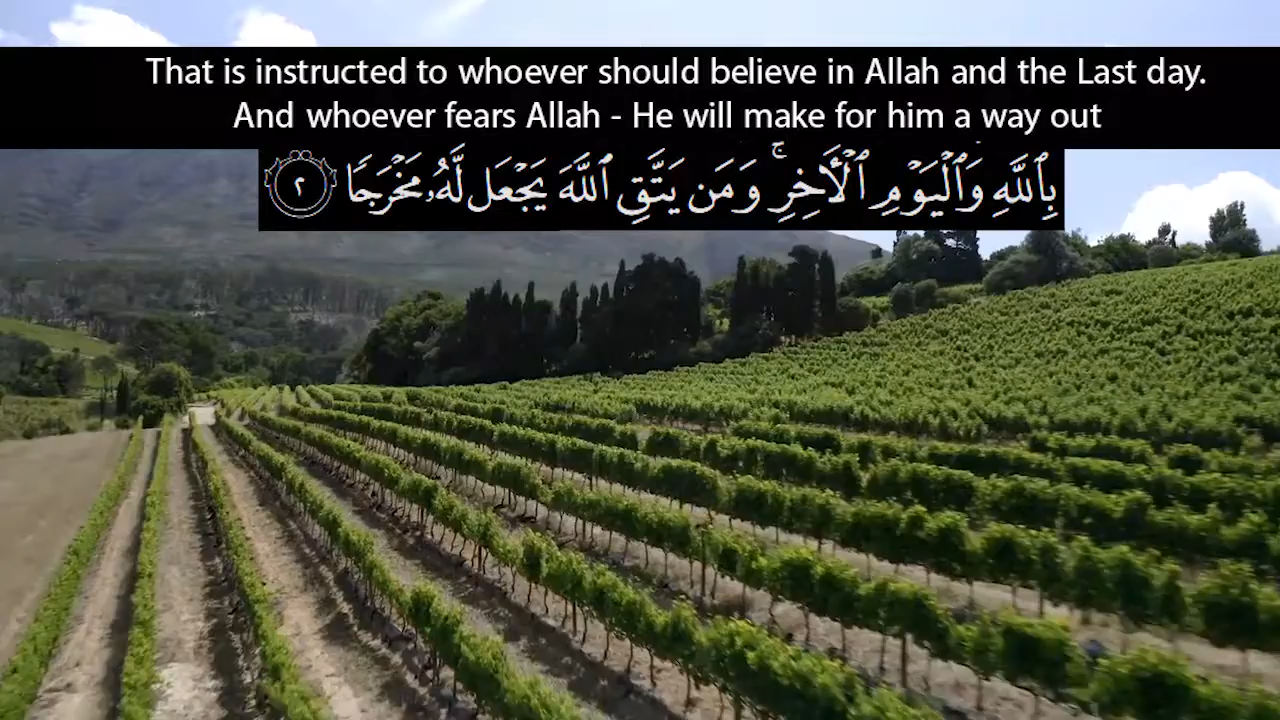 That is instructed to whoever should believe in Allah and the Last day.
And whoever fears Allah - He will make for him a way out
بِٱللَّهِ وَٱلْيَوْمِ ٱلْـَٔاخِرِ ۚ وَمَن يَتَّقِ ٱللَّهَ يَجْعَل لَّهُۥ مَخْرَجًا ٢